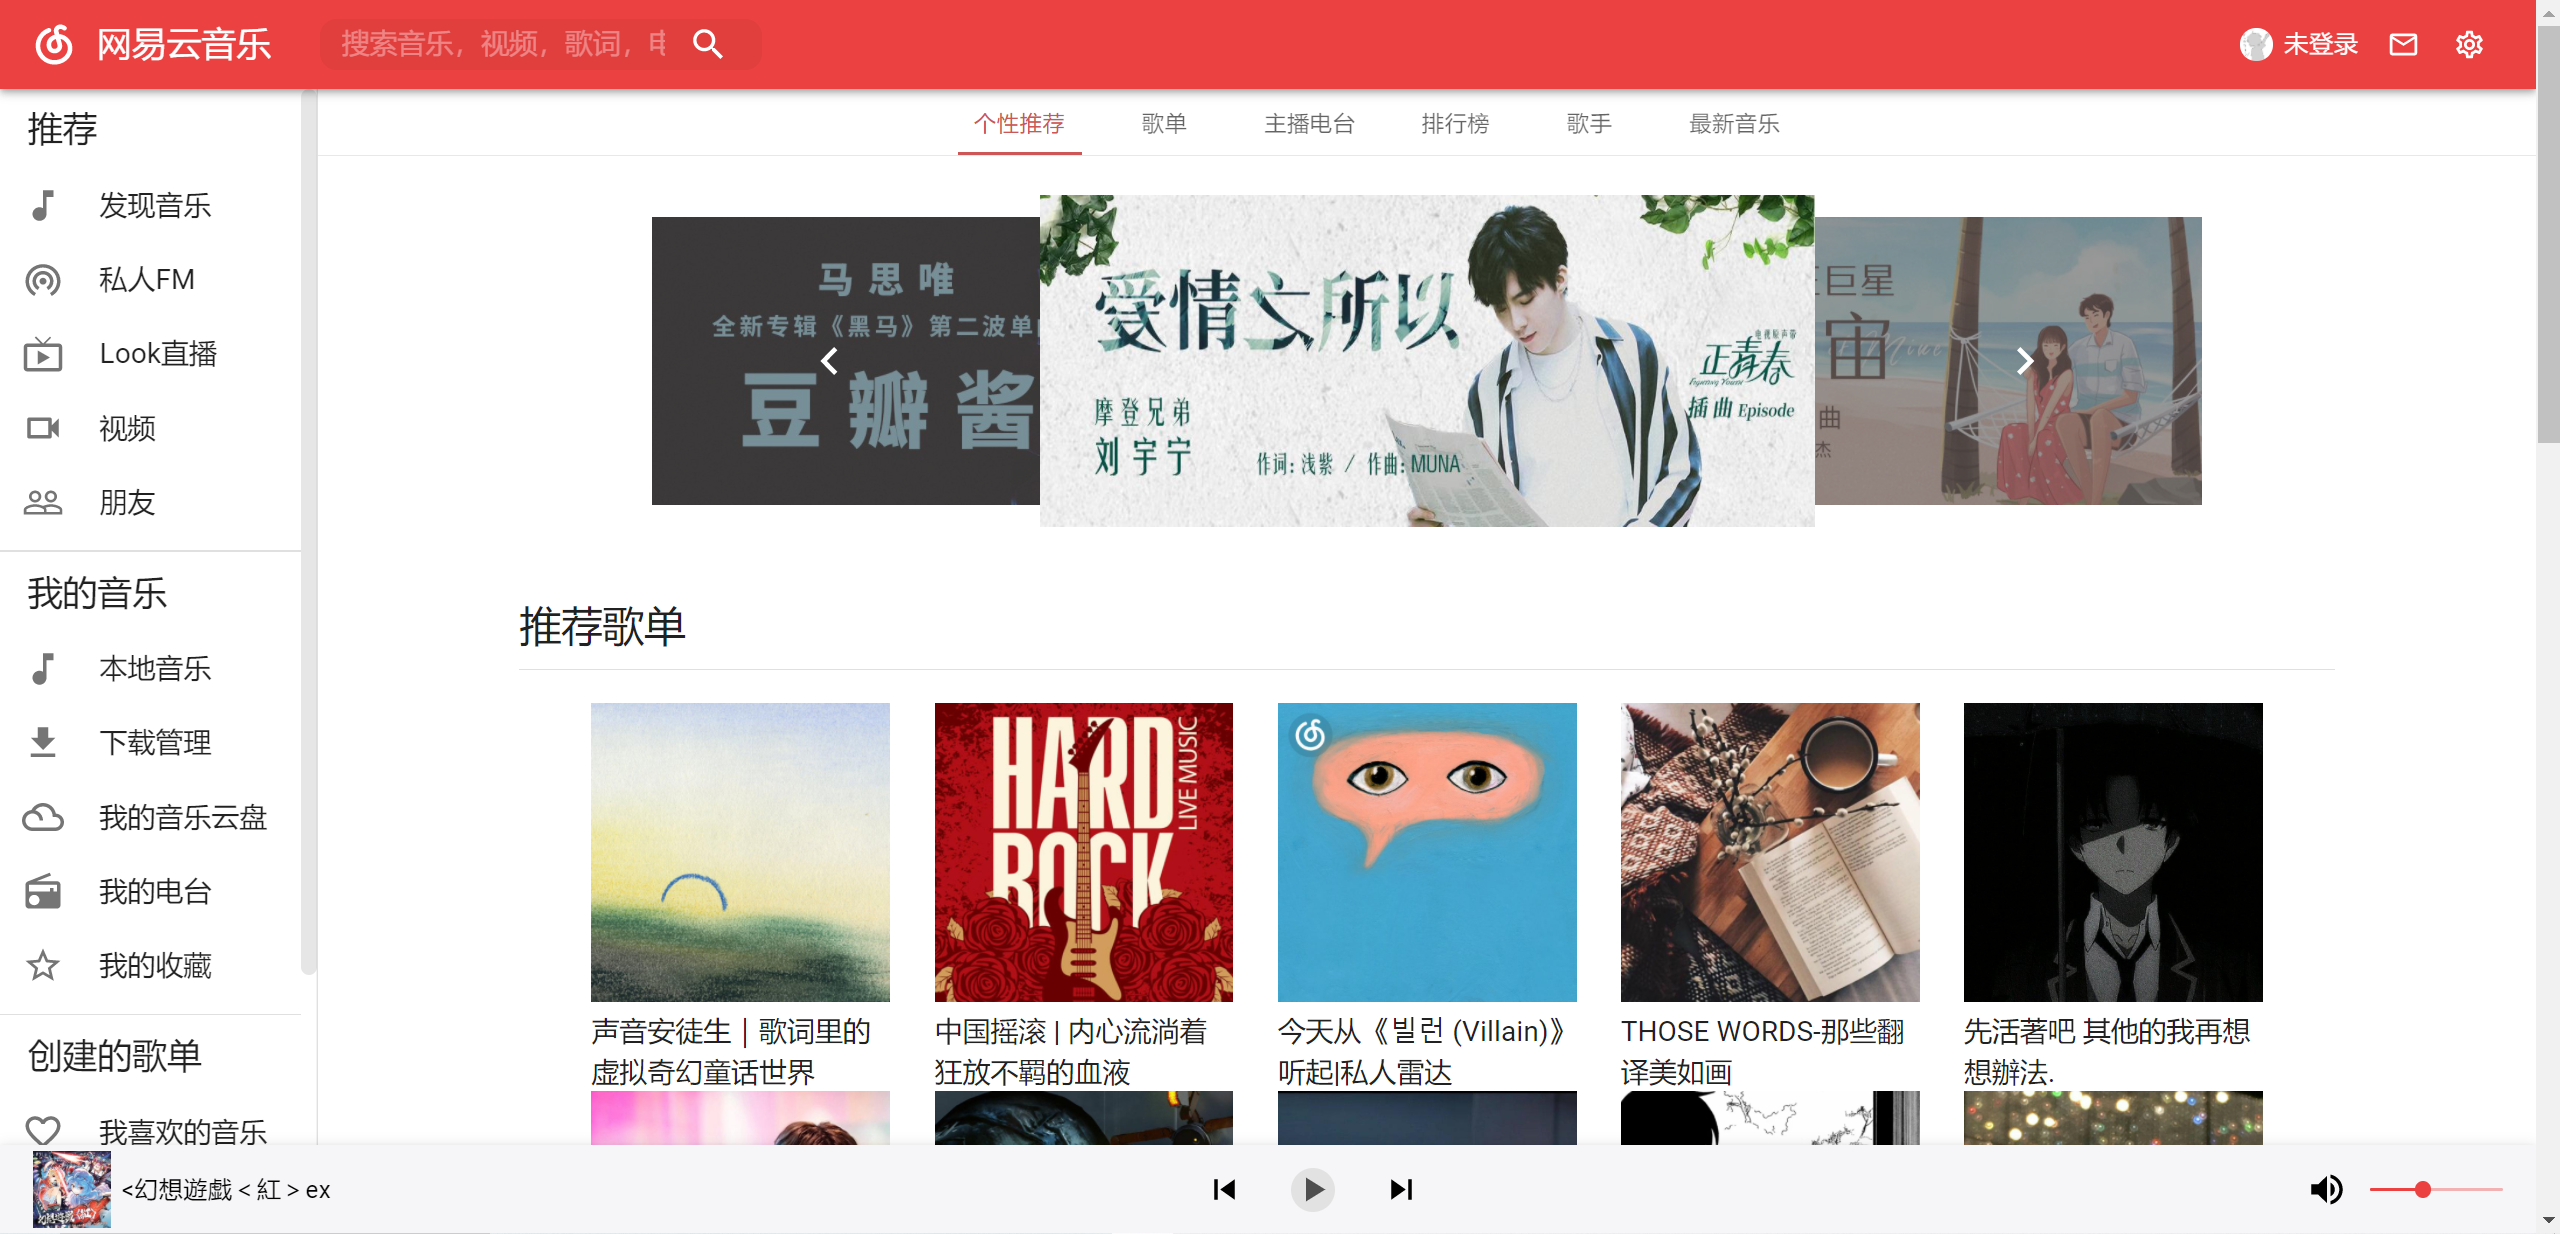 网易云音乐
搜索音乐，视频，歌词，
未登录
推荐
发现音乐
私人FM
Look直播
视频
朋友
我的音乐
本地音乐
下载管理
我的音乐云盘
我的电台
我的收藏
创建的歌单
我喜欢的音乐
个性推荐
歌单
主播电台
排行榜
歌手
最新音乐
马思唯
全新专辑《黑马》第二波单
豆瓣酱
爱情之所以
摩登兄弟
刘宇宁
作词：浅紫 / 作曲：MUNA
电视原声带
正青春
插曲 Episode
巨星
宙
曲
杰
推荐歌单
HARD
ROCK
LIVE MUSIC
声音安徒生｜歌词里的
虚拟奇幻童话世界
中国摇滚 | 内心流淌着
狂放不羁的血液
今天从《빌런 (Villain)》
听起|私人雷达
THOSE WORDS-那些翻
译美如画
先活著吧 其他的我再想
想辦法.
<幻想遊戯 < 紅 > ex